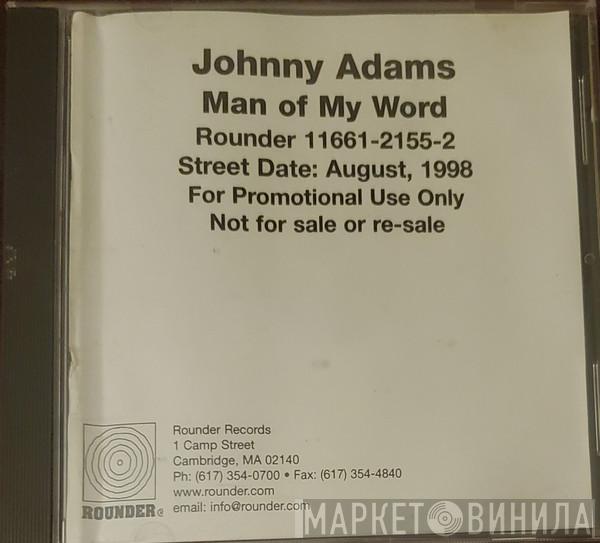 Johnny Adams
Man of My Word
Rounder 11661-2155-2
Street Date: August, 1998
For Promotional Use Only
Not for sale or re-sale
Rounder Records
1 Camp Street
Cambridge, MA 02140
Ph: (617) 354-0700 • Fax: (617) 354-4840
www.rounder.com
email: info@rounder.com
ROUNDER®
МАРКЕТ ВИНИЛА